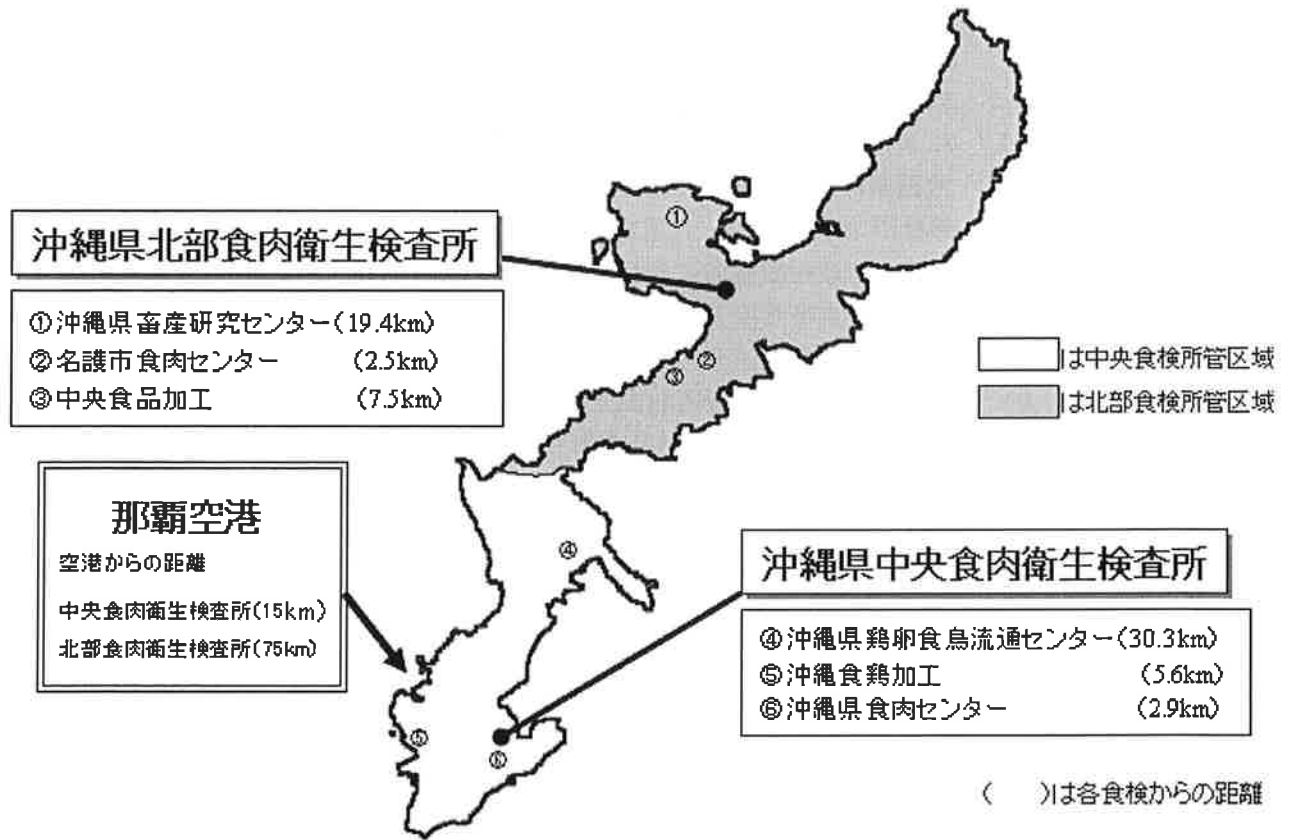 沖縄県北部食肉衛生検査所
①沖縄県畜産研究センター(19.4km)
②名護市食肉センター (2.5km)
③中央食品加工 (7.5km)
①
②
③
□は中央食検所管区域
は北部食検所管区域
那覇空港
空港からの距離
中央食肉衛生検査所(15km)
北部食肉衛生検査所(75km)
④
沖縄県中央食肉衛生検査所
④沖縄県鶏卵食鳥流通センター(30.3km)
⑤沖縄食鶏加工 (5.6km)
⑥沖縄県食肉センター (2.9km)
⑤
⑥
( )は各食検からの距離